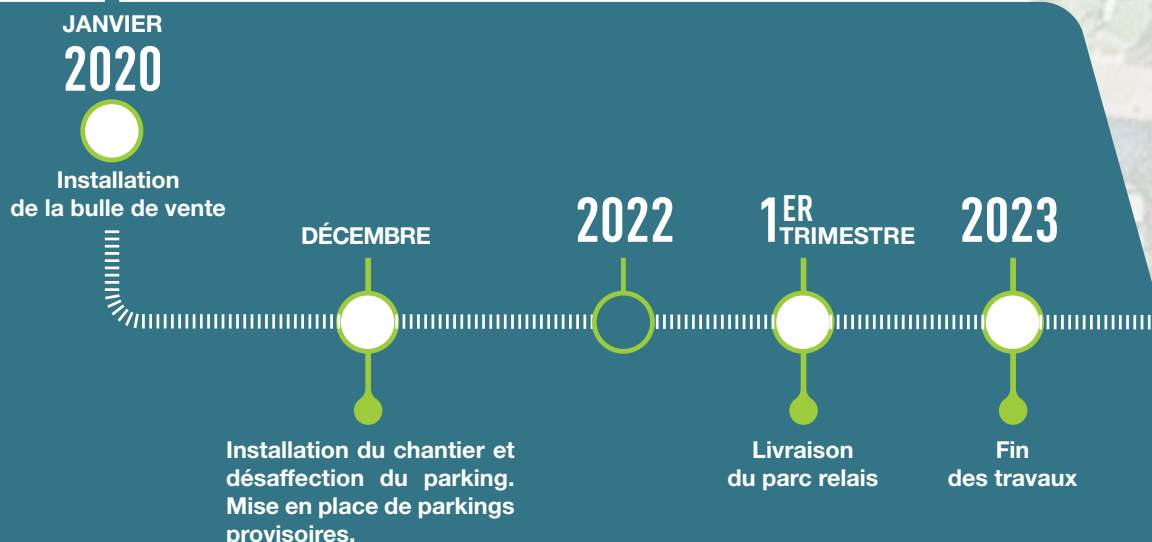 JANVIER
2020
Installation
de la bulle de vente
DÉCEMBRE
Installation du chantier et
désaffection du parking.
Mise en place de parkings
provisoires.
2022
1ER TRIMESTRE
Livraison
du parc relais
2023
Fin
des travaux